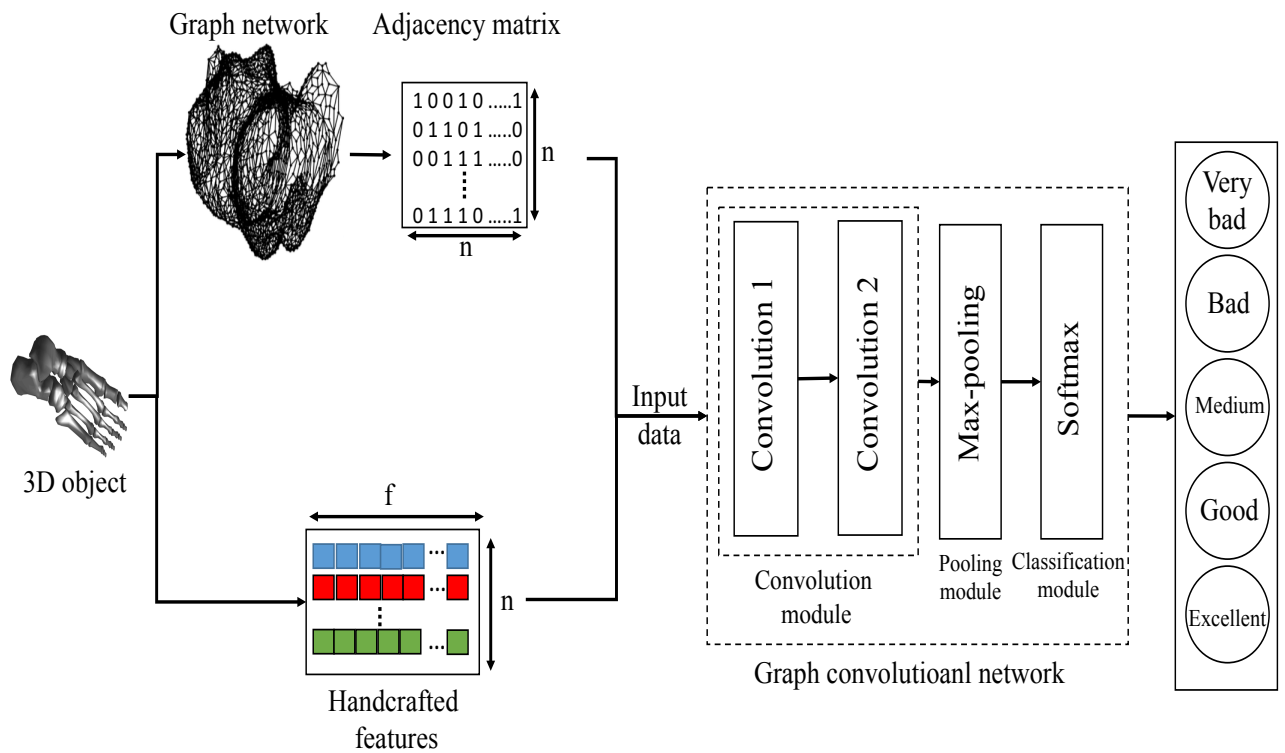 Graph network
Adjacency matrix
1 0 0 1 0 .....1
0 1 1 0 1 .....0
0 0 1 1 1 .....0
0 1 1 1 0 .....1
n
n
3D object
f
n
Handcrafted
features
Input
data
Convolution 1
Convolution 2
Max-pooling
Softmax
Convolution
module
Pooling
module
Classification
module
Graph convolutioanl network
Very
bad
Bad
Medium
Good
Excellent